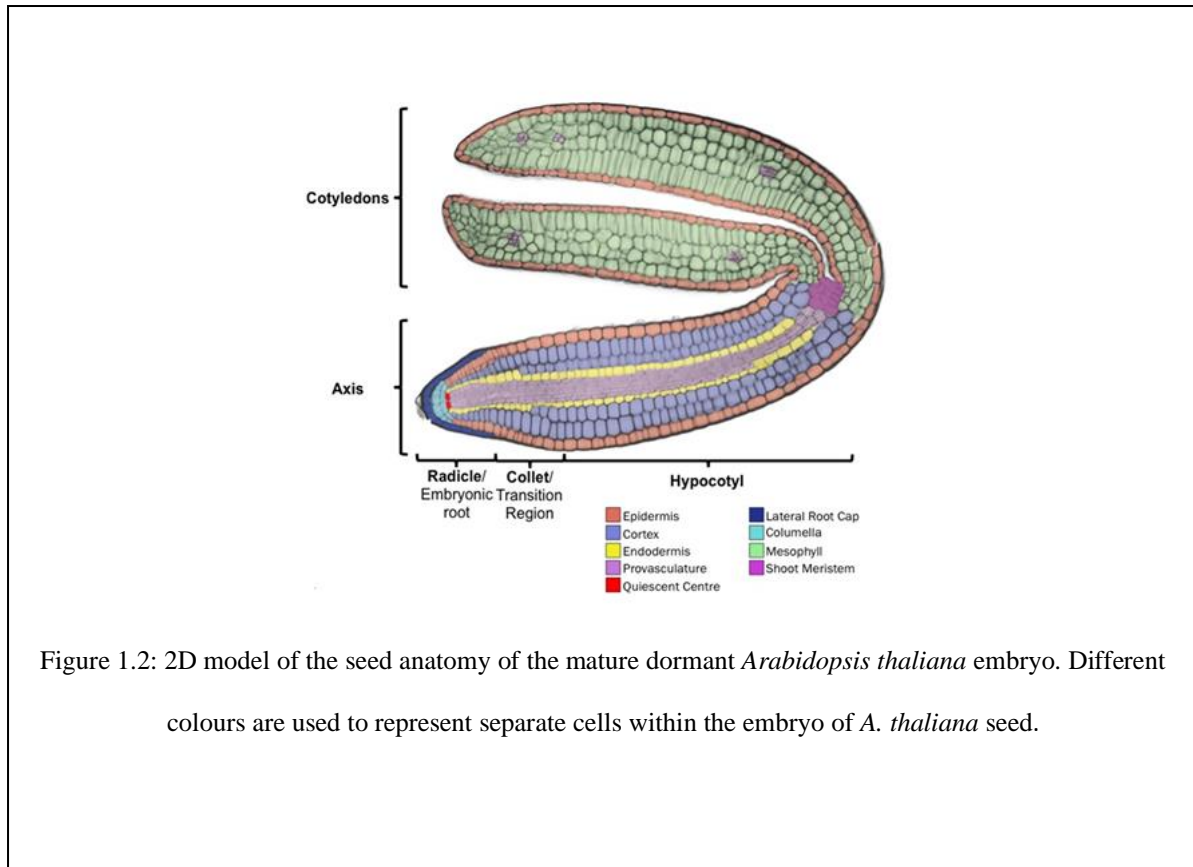 Cotyledons
Axis
Radicle/
Embryonic
root
Collet/
Transition
Region
Hypocotyl
Epidermis
Cortex
Endodermis
Provasculature
Quiescent Centre
Lateral Root Cap
Columella
Mesophyll
Shoot Meristem
Figure 1.2: 2D model of the seed anatomy of the mature dormant Arabidopsis thaliana embryo. Different
colours are used to represent separate cells within the embryo of A. thaliana seed.